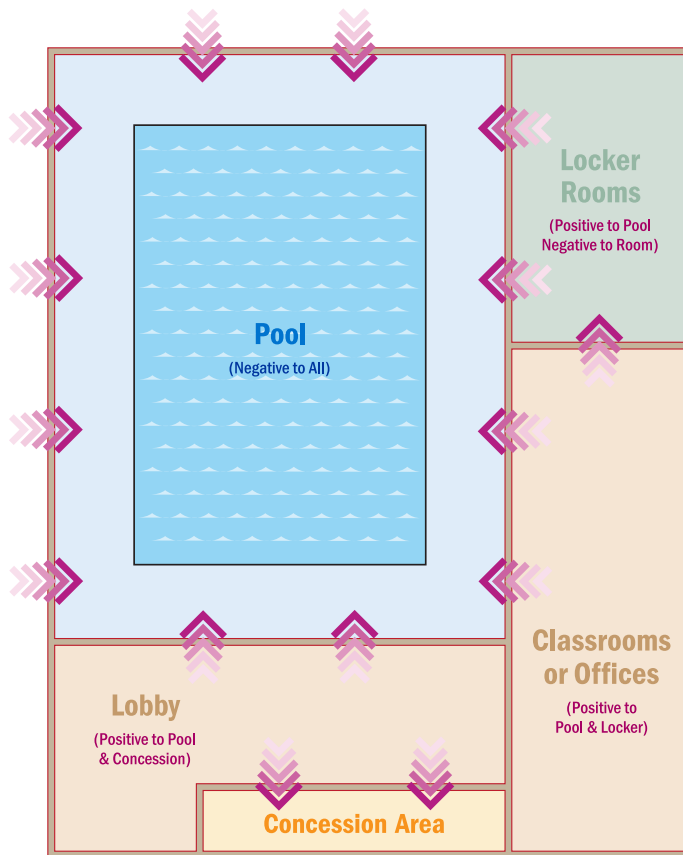 Locker
Rooms
(Positive to Pool
Negative to Room)
Pool
(Negative to All)
Classrooms
or Offices
(Positive to
Pool & Locker)
Lobby
(Positive to Pool
& Concession)
Concession Area